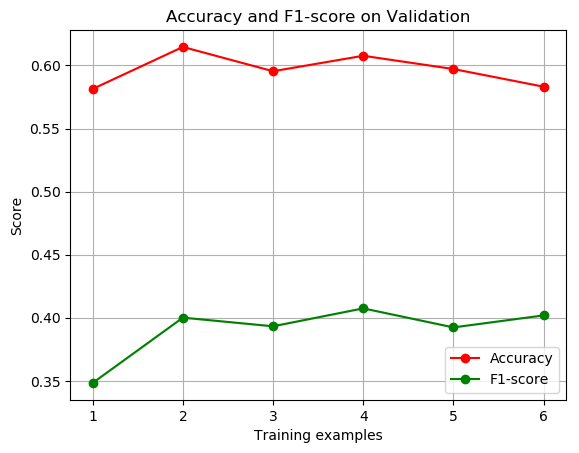 Accuracy and F1-score on Validation
0.60
0.55
0.50
0.45
0.40
0.35
Score
1 2 3 4 5 6
Training examples
Accuracy
F1-score